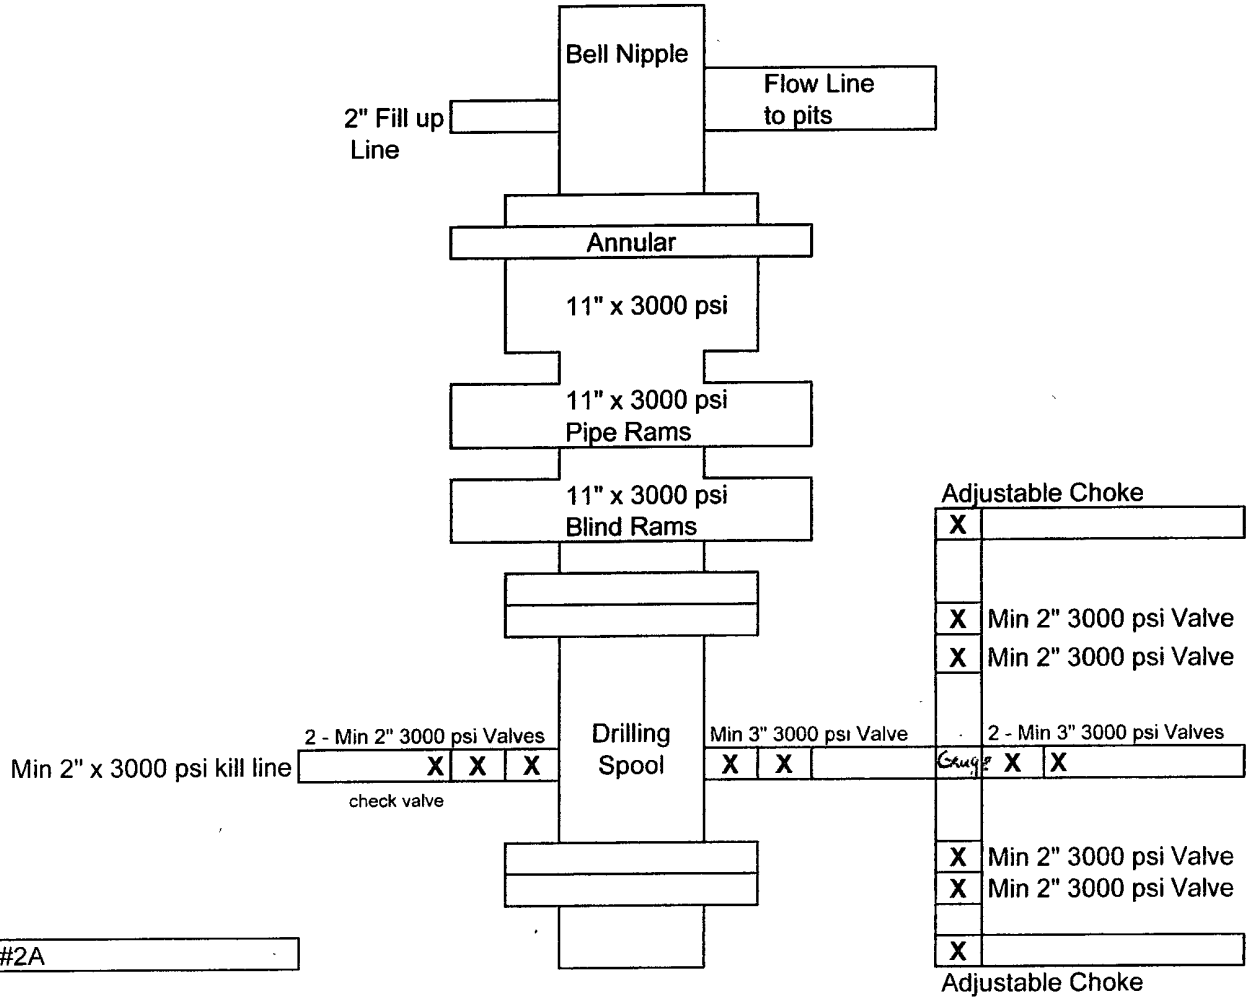 Bell Nipple
Flow Line
to pits
2" Fill up
Line
Annular
11" x 3000 psi
11" x 3000 psi
Pipe Rams
11" x 3000 psi
Blind Rams
Adjustable Choke
X
X Min 2" 3000 psi Valve
X Min 2" 3000 psi Valve
2 - Min 2" 3000 psi Valves
Drilling
Spool
Min 3" 3000 psi Valve
2 - Min 3" 3000 psi Valves
Min 2" x 3000 psi kill line
X X X
X X
Gauge X X
check valve
X Min 2" 3000 psi Valve
X Min 2" 3000 psi Valve
X
Adjustable Choke
#2A